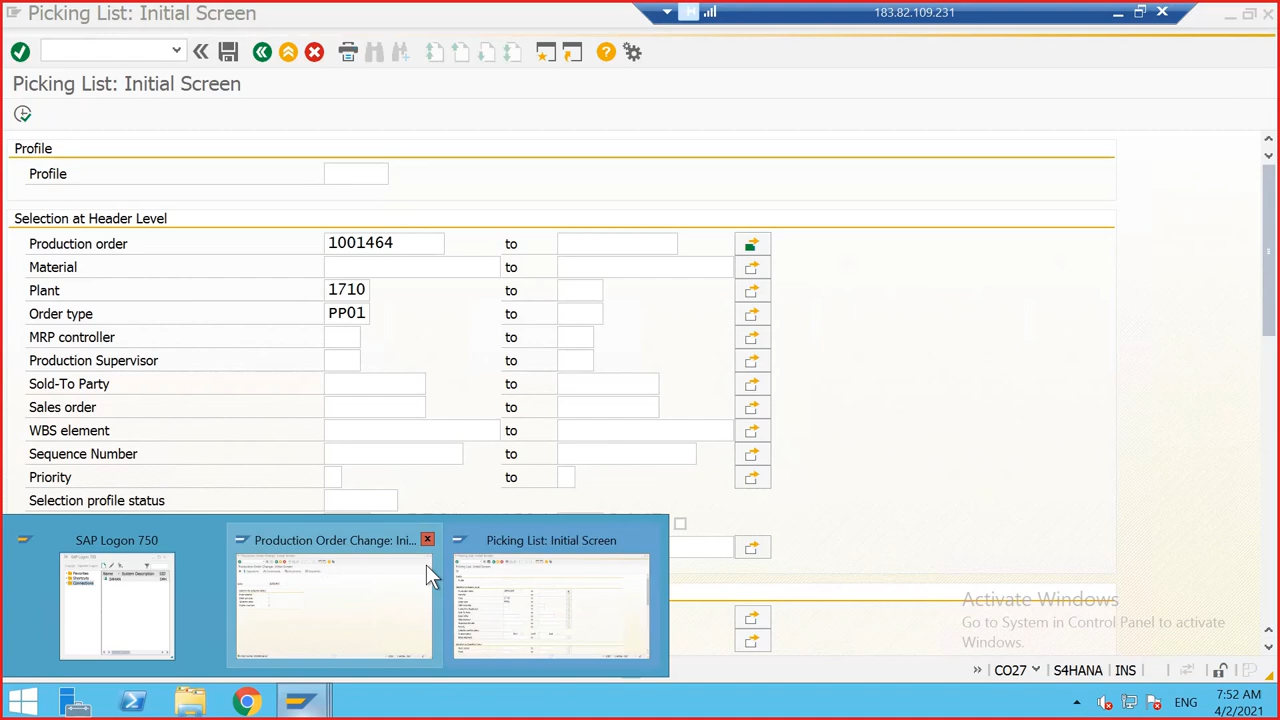 Picking List: Initial Screen
183.82.109.231
Picking List: Initial Screen
Profile
Profile
Selection at Header Level
Production order 1001464 to
Material to
Plant 1710 to
Order type PP01 to
MRP controller to
Production Supervisor to
Sold-To Party to
Sales order to
WBS element to
Sequence Number to
Priority to
Selection profile status
SAP Logon 750
Production Order Change: Ini...
Picking List: Initial Screen
Activate Windows
Go to System in Control Panel to activate
Windows.
CO27 S4HANA INS
ENG
7:52 AM
4/2/2021